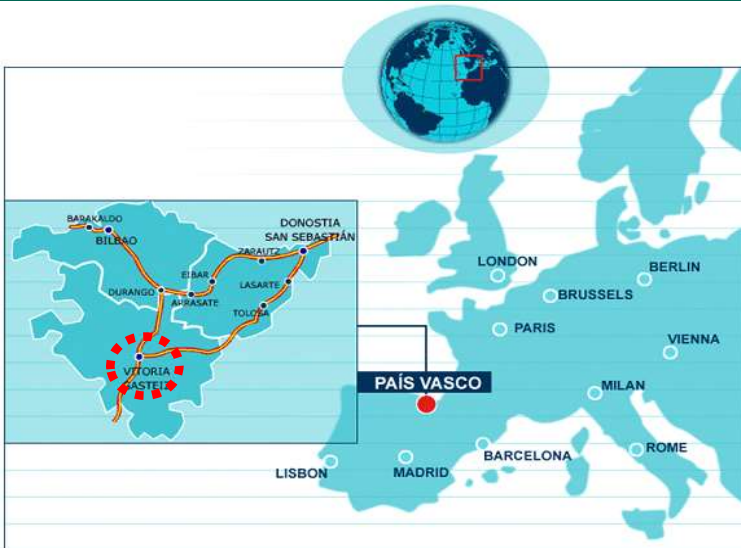 BARAKALDO
BILBAO
DONOSTIA
SAN SEBASTIÁN
ZARAUTZ
EIBAR
DURANGO
ARRASATE
LASARTE
TOLOSA
VITORIA
GASTEIZ
LONDON
BERLIN
BRUSSELS
PARIS
VIENNA
PAÍS VASCO
MILAN
BARCELONA
ROME
LISBON
MADRID